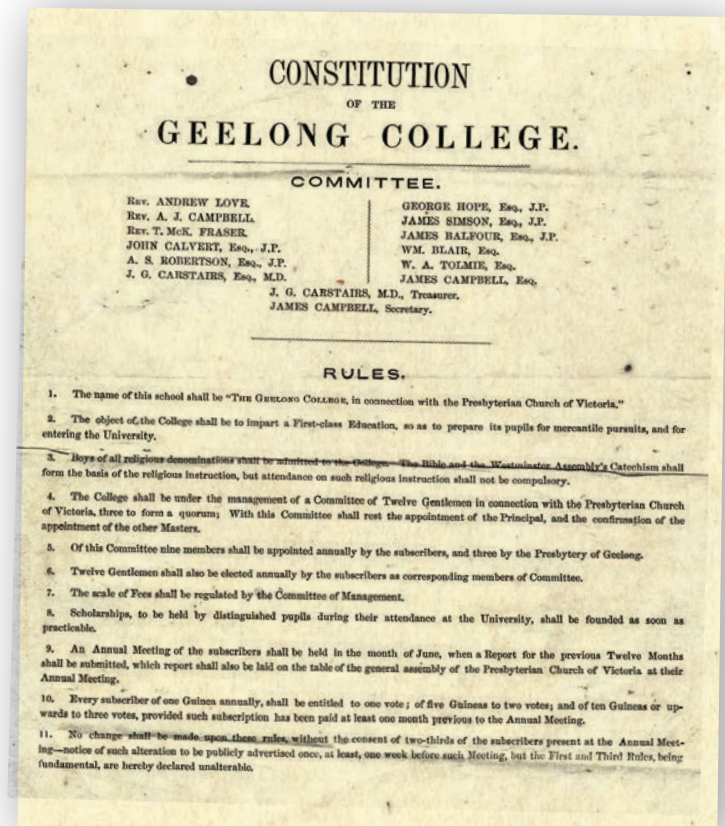 CONSTITUTION
OF THE
GEELONG COLLEGE.
COMMITTEE.
REV. ANDREW LOVE.
REV. A. J. CAMPBELL.
REV. T. McK. FRASER.
JOHN CALVERT, ESQ., J.P.
A. S. ROBERTSON, ESQ., J.P.
J. G. CARSTAIRS, ESQ., M.D.
GEORGE HOPE, ESQ., J.P.
JAMES SIMSON, ESQ., J.P.
JAMES BALFOUR, ESQ., J.P.
WM. BLAIR, ESQ.
W. A. TOLMIE, ESQ.
JAMES CAMPBELL, ESQ.
J. G. CARSTAIRS, M.D., Treasurer.
JAMES CAMPBELL, Secretary.
RULES.
1. The name of this school shall be "THE GEELONG COLLEGE, in connection with the Presbyterian Church of Victoria."
2. The object of the College shall be to impart a First-class Education, so as to prepare its pupils for mercantile pursuits, and for
entering the University.
3. Boys of all religious denominations shall be admitted to the College. The Bible and the Westminster Assembly's Catechism shall
form the basis of the religious instruction, but attendance on such religious instruction shall not be compulsory.
4. The College shall be under the management of a Committee of Twelve Gentlemen in connection with the Presbyterian Church
of Victoria, three to form a quorum; With this Committee shall rest the appointment of the Principal, and the confirmation of the
appointment of the other Masters.
5. Of this Committee nine members shall be appointed annually by the subscribers, and three by the Presbytery of Geelong.
6. Twelve Gentlemen shall also be elected annually by the subscribers as corresponding members of Committee.
7. The scale of Fees shall be regulated by the Committee of Management.
8. Scholarships, to be held by distinguished pupils during their attendance at the University, shall be founded as soon as
practicable.
9. An Annual Meeting of the subscribers shall be held in the month of June, when a Report for the previous Twelve Months
shall be submitted, which report shall also be laid on the table of the general assembly of the Presbyterian Church of Victoria at their
Annual Meeting.
10. Every subscriber of one Guinea annually, shall be entitled to one vote; of five Guineas to two votes; and of ten Guineas or up-
wards to three votes, provided such subscription has been paid at least one month previous to the Annual Meeting.
11. No change shall be made upon these rules, without the consent of two-thirds of the subscribers present at the Annual Meet-
ing—notice of such alteration to be publicly advertised once, at least, one week before such Meeting, but the First and Third Rules, being
fundamental, are hereby declared unalterable.